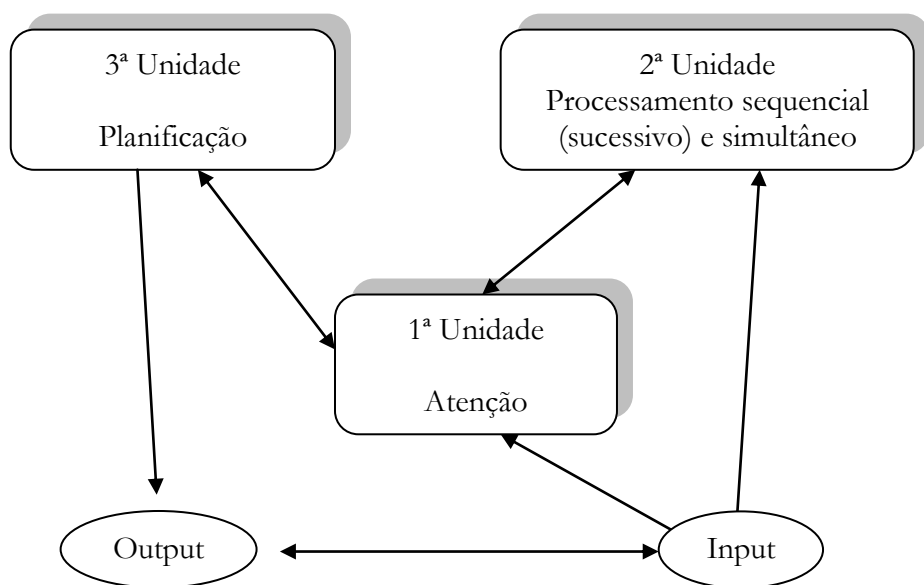 3ª Unidade
Planificação
2ª Unidade
Processamento sequencial
(sucessivo) e simultâneo
1ª Unidade
Atenção
Output
Input